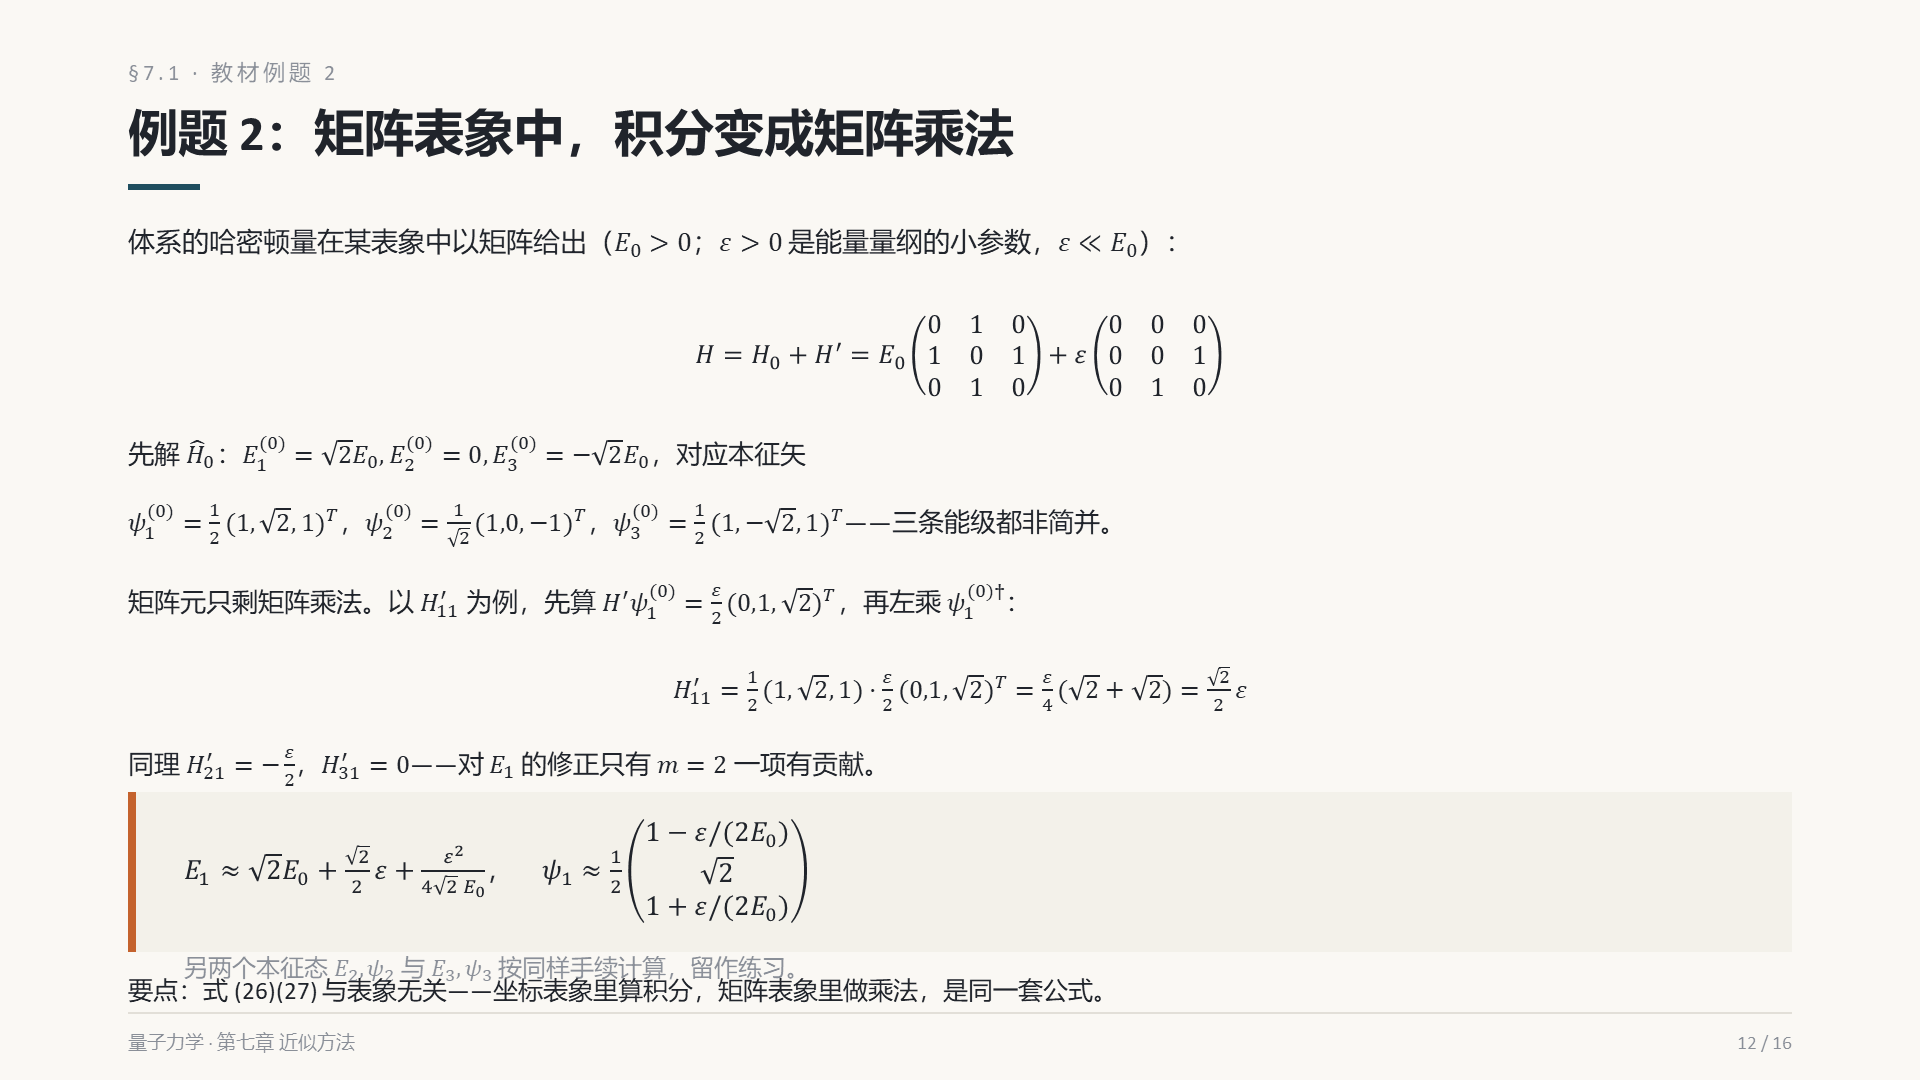 §7.1 · 教材例题 2
例题 2：矩阵表象中，积分变成矩阵乘法
体系的哈密顿量在某表象中以矩阵给出（E₀ > 0；ε > 0 是能量量纲的小参数，ε ≪ E₀）：
H = H₀ + H′ = E₀ (0 1 0; 1 0 1; 0 1 0) + ε (0 0 0; 0 0 1; 0 1 0)
先解 Ĥ₀：E₁⁽⁰⁾ = √2E₀, E₂⁽⁰⁾ = 0, E₃⁽⁰⁾ = −√2E₀，对应本征矢
ψ₁⁽⁰⁾ = 1/2 (1, √2, 1)ᵀ，ψ₂⁽⁰⁾ = 1/√2 (1,0, −1)ᵀ，ψ₃⁽⁰⁾ = 1/2 (1, −√2, 1)ᵀ——三条能级都非简并。
矩阵元只剩矩阵乘法。以 H′₁₁ 为例，先算 H′ψ₁⁽⁰⁾ = ε/2 (0,1, √2)ᵀ，再左乘 ψ₁⁽⁰⁾†：
H′₁₁ = 1/2 (1, √2, 1) · ε/2 (0,1, √2)ᵀ = ε/4 (√2 + √2) = √2/2 ε
同理 H′₂₁ = −ε/2，H′₃₁ = 0——对 E₁ 的修正只有 m = 2 一项有贡献。
E₁ ≈ √2E₀ + √2/2 ε + ε²/(4√2 E₀), ψ₁ ≈ 1/2 (1 − ε/(2E₀); √2; 1 + ε/(2E₀))
另两个本征态 E₂,ψ₂ 与 E₃,ψ₃ 按同样手续计算，留作练习。
要点：式 (26)(27) 与表象无关——坐标表象里算积分，矩阵表象里做乘法，是同一套公式。
量子力学 · 第七章 近似方法
12 / 16